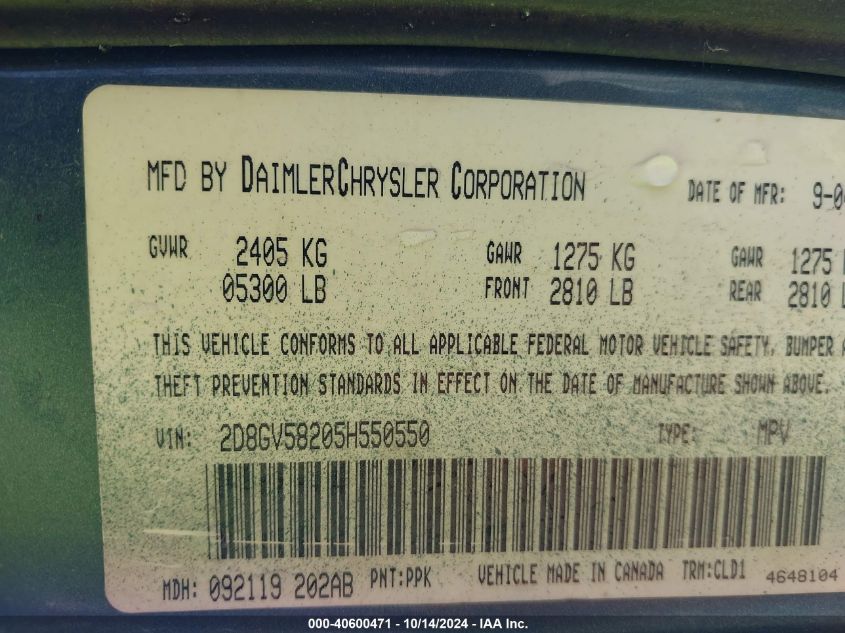 MFD BY DAIMLERCHRYSLER CORPORATION DATE OF MFR: 9-04
GVWR 2405 KG GAWR 1275 KG GAWR 1275
05300 LB FRONT 2810 LB REAR 2810 L
THIS VEHICLE CONFORMS TO ALL APPLICABLE FEDERAL MOTOR VEHICLE SAFETY, BUMPER A
THEFT PREVENTION STANDARDS IN EFFECT ON THE DATE OF MANUFACTURE SHOWN ABOVE.
VIN: 2D8GV58205H550550 TYPE: MPV
MDH: 092119 202AB PNT:PPK VEHICLE MADE IN CANADA TRM:CLD1 4648104
000-40600471 - 10/14/2024 - IAA Inc.